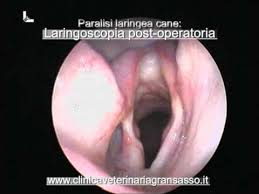 Paralisi laringea cane:
Laringoscopia post-operatoria
www.clinicaveterinariagransasso.it